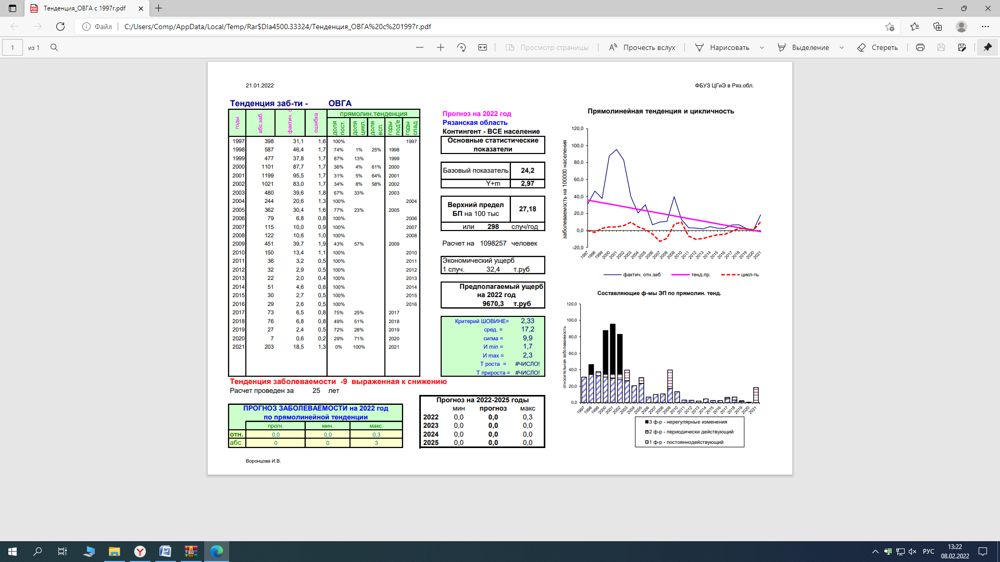 Тенденция_ОВГА с 1997г.pdf
Файл
C:/Users/Comp/AppData/Local/Temp/Rar$DIa4500.33324/Тенденция_ОВГА%20с%201997г.pdf
1 из 1
Просмотр страницы
Прочесть вслух
Нарисовать
Выделение
Стереть
21.01.2022
ФБУЗ ЦГиЭ в Ряз.обл.
Тенденция заб-ти - ОВГА
годы абс.заб. фактич. о ошибка прямолин.тенденция
доля пост. доля цикл. доля всп. годы под'е годы спад
1997 398 31,1 1,6 100% 1997
1998 587 46,4 1,7 74% 1% 25% 1998
1999 477 37,8 1,7 87% 13% 1999
2000 1101 87,7 1,7 36% 4% 61% 2000
2001 1199 95,5 1,7 31% 5% 64% 2001
2002 1021 83,0 1,7 34% 8% 58% 2002
2003 480 39,6 1,8 67% 33% 2003
2004 244 20,6 1,3 100% 2004
2005 362 30,4 1,6 77% 23% 2005
2006 79 6,8 0,8 100% 2006
2007 115 10,0 0,9 100% 2007
2008 122 10,6 1,0 100% 2008
2009 451 39,7 1,9 43% 57% 2009
2010 150 13,4 1,1 100% 2010
2011 36 3,2 0,5 100% 2011
2012 32 2,9 0,5 100% 2012
2013 22 2,0 0,4 100% 2013
2014 51 4,6 0,6 100% 2014
2015 30 2,7 0,5 100% 2015
2016 29 2,6 0,5 100% 2016
2017 73 6,5 0,8 75% 25% 2017
2018 76 6,8 0,8 49% 51% 2018
2019 27 2,4 0,5 72% 28% 2019
2020 7 0,6 0,2 29% 71% 2020
2021 203 18,5 1,3 0% 100% 2021
Тенденция заболеваемости -9 выраженная к снижению
Расчет проведен за 25 лет
ПРОГНОЗ ЗАБОЛЕВАЕМОСТИ на 2022 год
по прямолинейной тенденции
прогн. мин. макс.
отн. 0,0 0,0 0,3
абс. 0 0 3
Воронцова И.В.
Прогноз на 2022 год
Рязанская область
Контингент - ВСЕ население
Основные статистические
показатели
Базовый показатель 24,2
Y+m 2,97
Верхний предел
БП на 100 тыс 27,18
или 298 случ/год
Расчет на 1098257 человек
Экономический ущерб
1 случ. 32,4 т.руб
Предполагаемый ущерб
на 2022 год
9670,3 т.руб
Критерий ШОВИНЕ= 2,33
сред. = 17,2
сигма = 9,9
И min = 1,7
И max = 2,3
Т роста = #ЧИСЛО!
Т прироста = #ЧИСЛО!
Прогноз на 2022-2025 годы
мин прогноз макс
2022 0,0 0,0 0,3
2023 0,0 0,0 0,0
2024 0,0 0,0 0,0
2025 0,0 0,0 0,0
Прямолинейная тенденция и цикличность
заболеваемость на 100000 населения
120,0
100,0
80,0
60,0
40,0
20,0
0,0
-20,0
1997 1998 1999 2000 2001 2002 2003 2004 2005 2006 2007 2008 2009 2010 2011 2012 2013 2014 2015 2016 2017 2018 2019 2020 2021
фактич. отн.заб тенд.пр. цикл-ть
Составляющие ф-мы ЭП по прямолин. тенд.
относительная заболеваемость
120,0
100,0
80,0
60,0
40,0
20,0
0,0
1997 1998 1999 2000 2001 2002 2003 2004 2005 2006 2007 2008 2009 2010 2011 2012 2013 2014 2015 2016 2017 2018 2019 2020 2021
3 ф-р - нерегулярные изменения
2 ф-р - периодически действующий
1 ф-р - постояннодействующий
РУС
13:22
08.02.2022